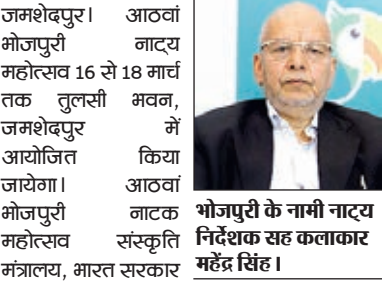 जमशेदपुर। आठवां
भोजपुरी नाट्य
महोत्सव 16 से 18 मार्च
तक तुलसी भवन,
जमशेदपुर में
आयोजित किया
जायेगा। आठवां
भोजपुरी नाटक
महोत्सव संस्कृति
मंत्रालय, भारत सरकार
भोजपुरी के नामी नाट्य
निर्देशक सह कलाकार
महेंद्र सिंह।